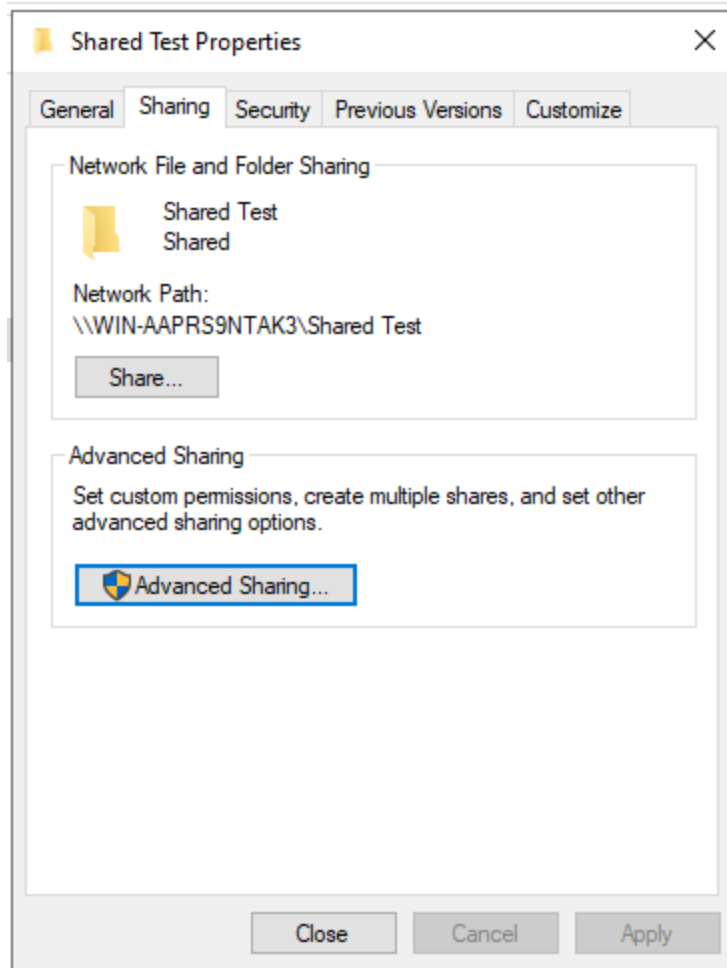 Shared Test Properties
General Sharing Security Previous Versions Customize
Network File and Folder Sharing
Shared Test
Shared
Network Path:
\\WIN-AAPRS9NTAK3\Shared Test
Share...
Advanced Sharing
Set custom permissions, create multiple shares, and set other
advanced sharing options.
Advanced Sharing...
Close Cancel Apply